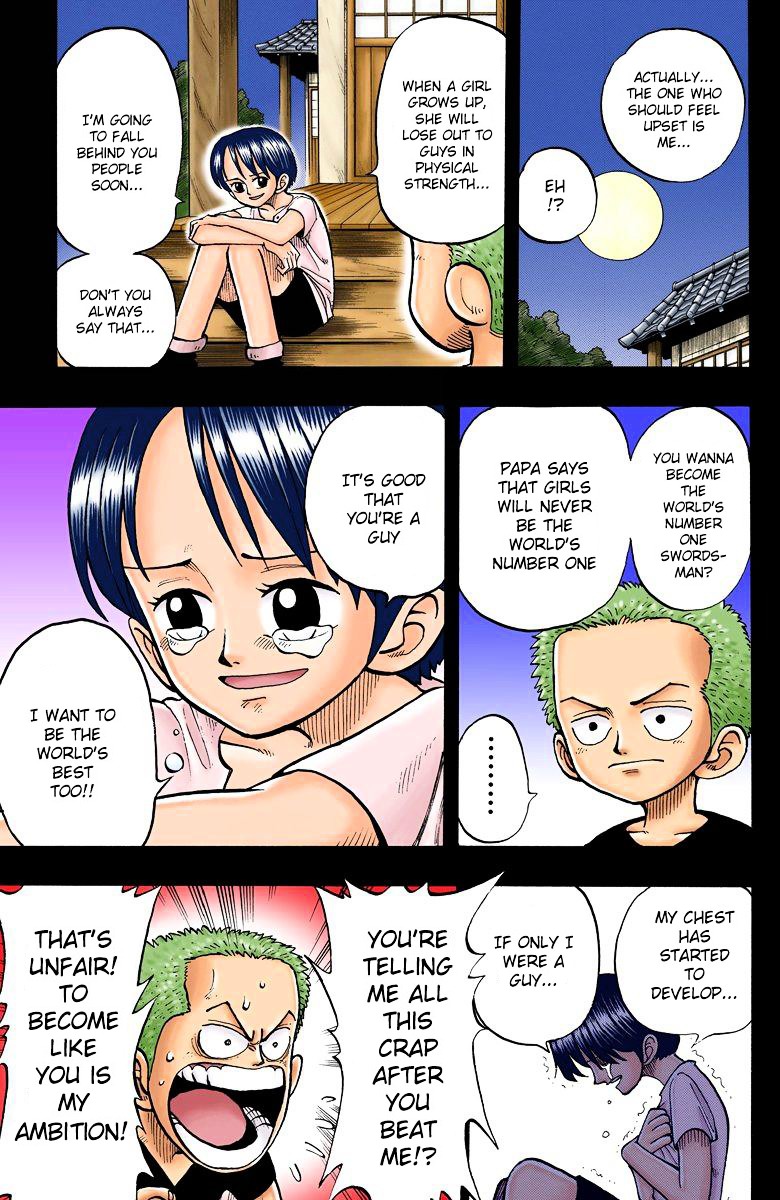 ACTUALLY...
THE ONE WHO
SHOULD FEEL
UPSET IS
ME...
EH
!?
WHEN A GIRL
GROWS UP,
SHE WILL
LOSE OUT TO
GUYS IN
PHYSICAL
STRENGTH...
I'M GOING
TO FALL
BEHIND YOU
PEOPLE
SOON...
DON'T YOU
ALWAYS
SAY THAT...
YOU WANNA
BECOME
THE
WORLD'S
NUMBER
ONE
SWORDS-
MAN?
PAPA SAYS
THAT GIRLS
WILL NEVER
BE THE
WORLD'S
NUMBER ONE
........
IT'S GOOD
THAT
YOU'RE A
GUY
I WANT TO
BE THE
WORLD'S
BEST
TOO!!
MY CHEST
HAS
STARTED
TO
DEVELOP...
IF ONLY I
WERE A
GUY...
YOU'RE
TELLING
ME ALL
THIS
CRAP
AFTER
YOU
BEAT
ME!?
THAT'S
UNFAIR!
TO
BECOME
LIKE
YOU IS
MY
AMBITION!